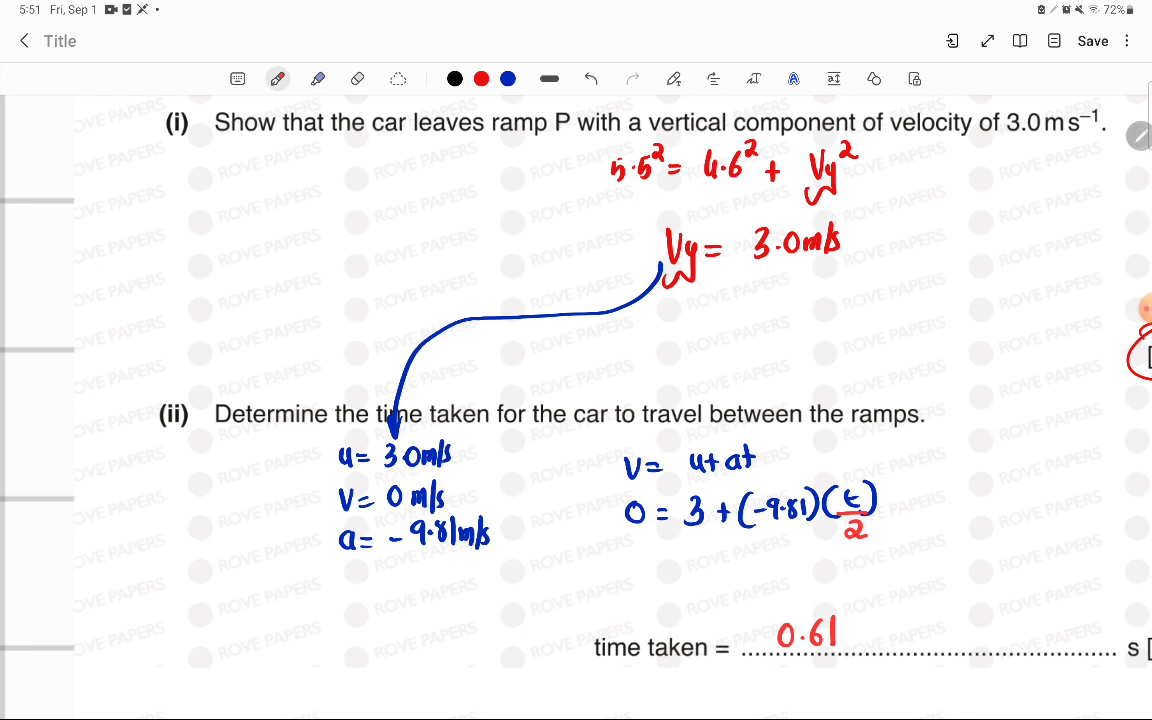 5:51 Fri, Sep 1
72%
Title
Save
(i) Show that the car leaves ramp P with a vertical component of velocity of 3.0 m s⁻¹.
5.5² = 4.6² + Vy²
Vy = 3.0 m/s
(ii) Determine the time taken for the car to travel between the ramps.
u = 3.0 m/s
v = 0 m/s
a = -9.81 m/s
v = u + at
0 = 3 + (-9.81)(t/2)
time taken = 0.61 s [
ROVE PAPERS